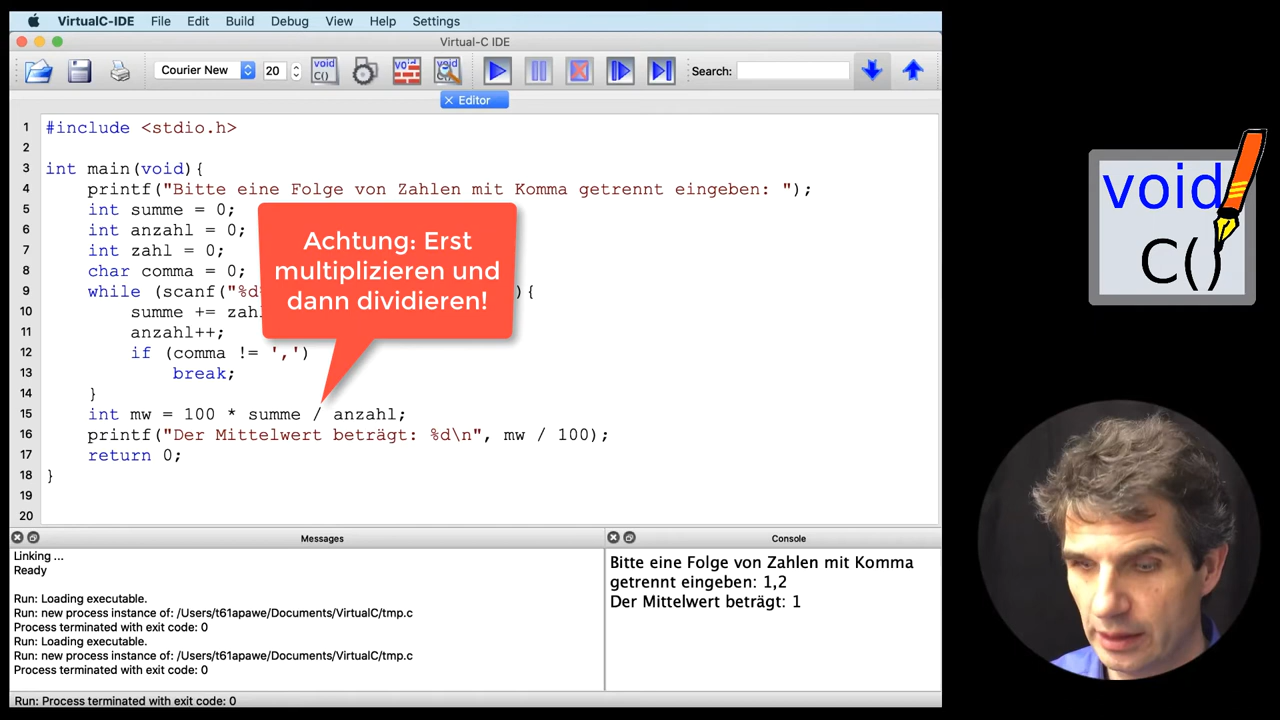 VirtualC-IDE File Edit Build Debug View Help Settings
Virtual-C IDE
Courier New 20 void C() void void C() Search:
Editor
1 #include <stdio.h>
2
3 int main(void){
4 printf("Bitte eine Folge von Zahlen mit Komma getrennt eingeben: ");
5 int summe = 0;
6 int anzahl = 0;
7 int zahl = 0;
8 char comma = 0;
9 while (scanf("%d ){
10 summe += zahl
11 anzahl++;
12 if (comma != ',')
13 break;
14 }
15 int mw = 100 * summe / anzahl;
16 printf("Der Mittelwert beträgt: %d\n", mw / 100);
17 return 0;
18 }
19
20
Achtung: Erst
multiplizieren und
dann dividieren!
void
C()
Messages
Linking ...
Ready
Run: Loading executable.
Run: new process instance of: /Users/t61apawe/Documents/VirtualC/tmp.c
Process terminated with exit code: 0
Run: Loading executable.
Run: new process instance of: /Users/t61apawe/Documents/VirtualC/tmp.c
Process terminated with exit code: 0
Console
Bitte eine Folge von Zahlen mit Komma
getrennt eingeben: 1,2
Der Mittelwert beträgt: 1
Run: Process terminated with exit code: 0